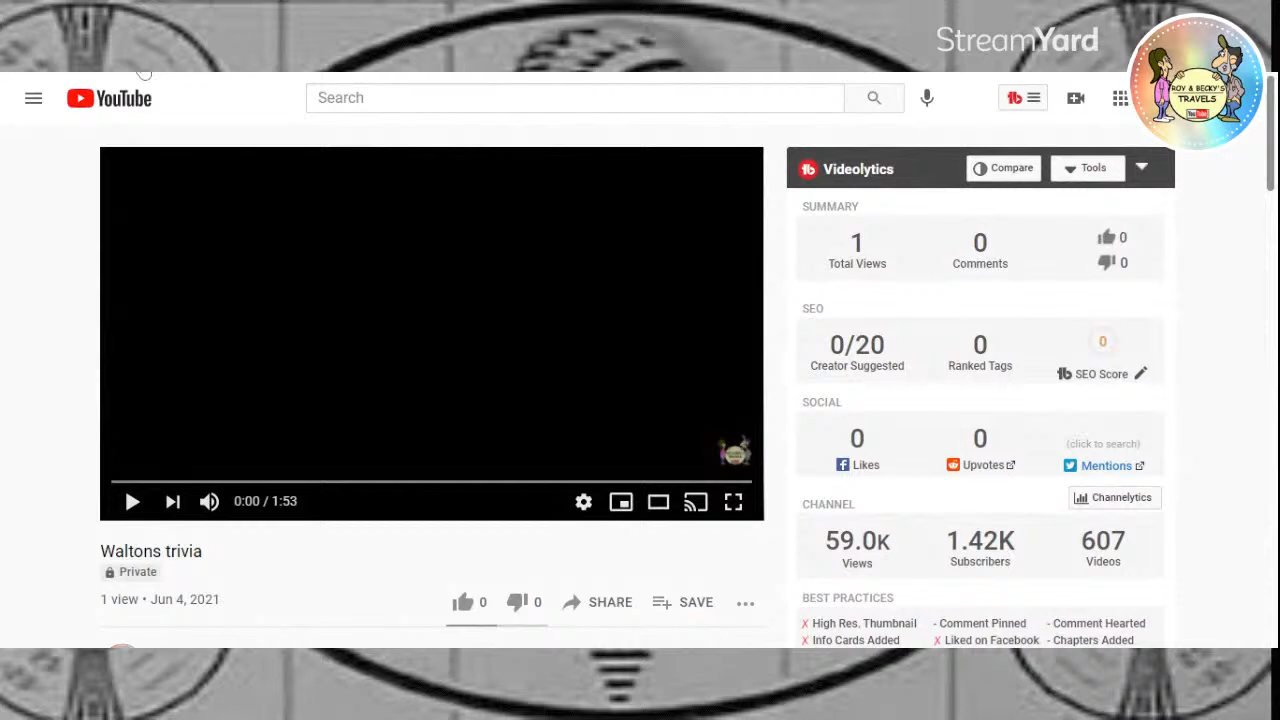 StreamYard
ROY & BECKY'S
TRAVELS
YouTube
Search
Videolytics
Compare
Tools
SUMMARY
1
0
0
Total Views
Comments
0
SEO
0/20
0
0
Creator Suggested
Ranked Tags
SEO Score
SOCIAL
0
0
(click to search)
Likes
Upvotes
Mentions
Channelytics
CHANNEL
59.0K
1.42K
607
Views
Subscribers
Videos
BEST PRACTICES
X High Res. Thumbnail - Comment Pinned - Comment Hearted
X Info Cards Added X Liked on Facebook - Chapters Added
0:00 / 1:53
Waltons trivia
Private
1 view • Jun 4, 2021
0 0 SHARE SAVE